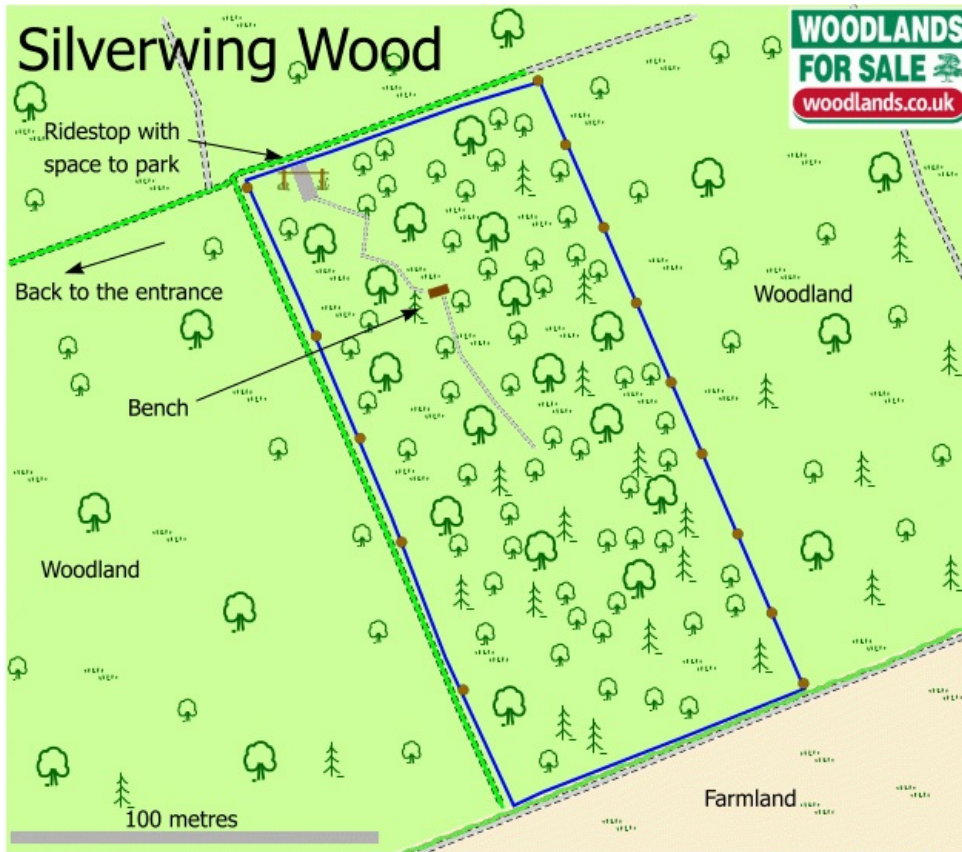 Silverwing Wood
WOODLANDS
FOR SALE
woodlands.co.uk
Ridestop with
space to park
Back to the entrance
Woodland
Bench
Woodland
Farmland
100 metres